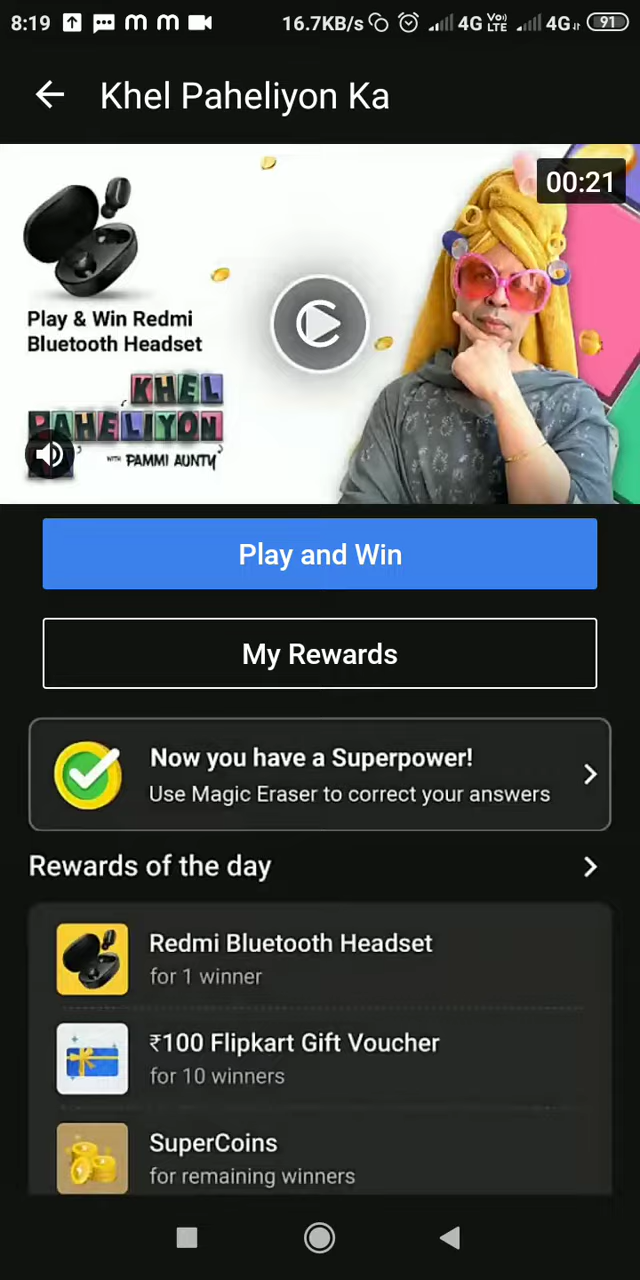 8:19 16.7KB/s 4G VoLTE 4G 91
Khel Paheliyon Ka
00:21
Play & Win Redmi
Bluetooth Headset
KHEL
PAHELIYON
WITH PAMMI AUNTY
Play and Win
My Rewards
Now you have a Superpower!
Use Magic Eraser to correct your answers
Rewards of the day
Redmi Bluetooth Headset
for 1 winner
₹100 Flipkart Gift Voucher
for 10 winners
SuperCoins
for remaining winners